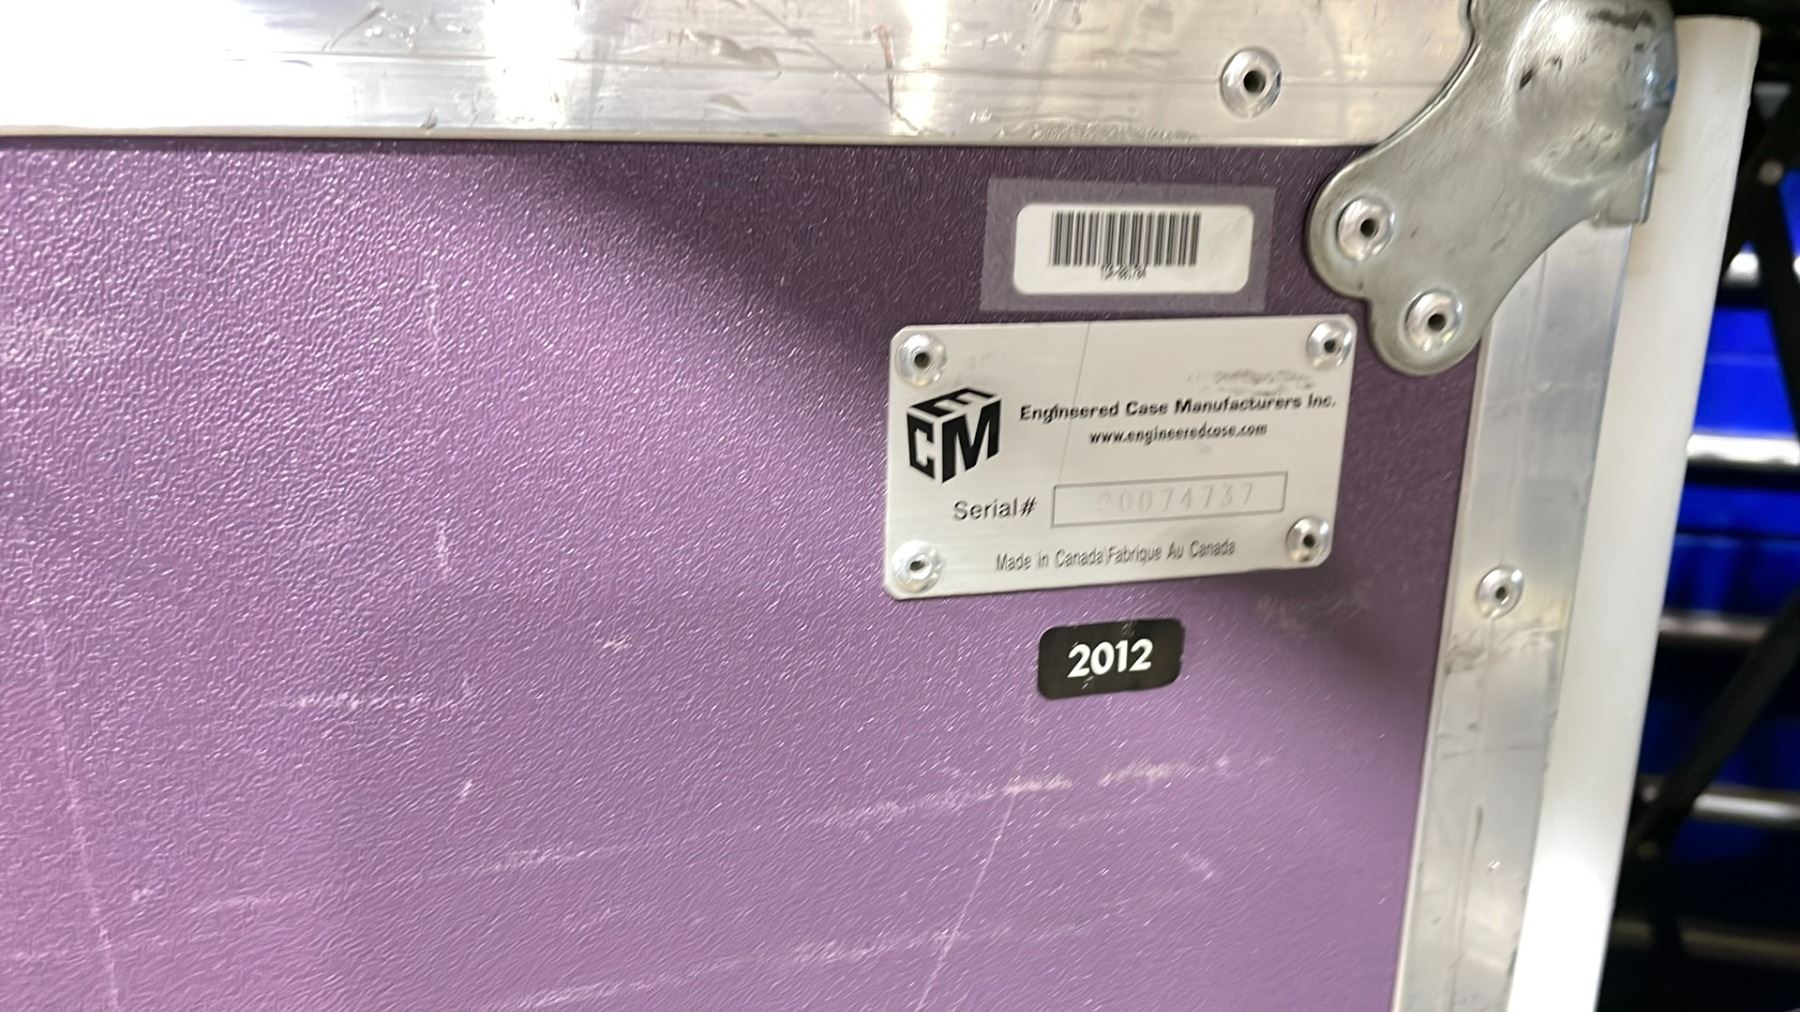 ECM
Engineered Case Manufacturers Inc.
www.engineeredcase.com
Serial#
Made in Canada Fabrique Au Canada
2012